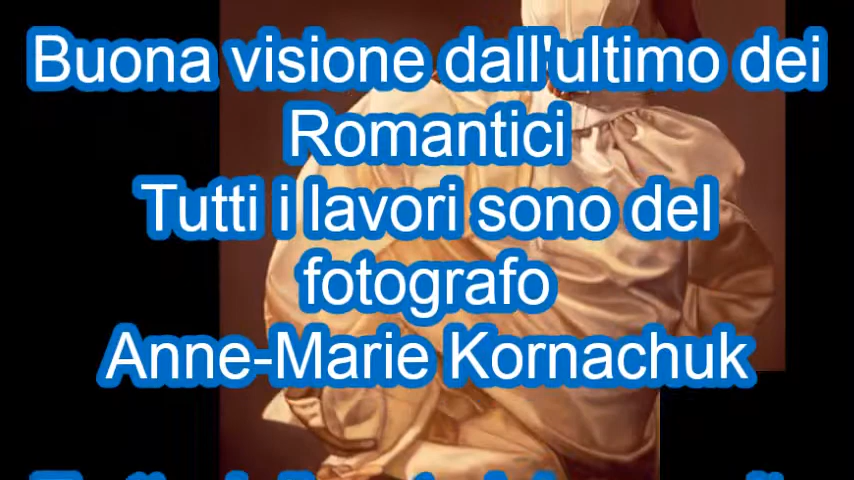 Buona visione dall'ultimo dei
Romantici
Tutti i lavori sono del
fotografo
Anne-Marie Kornachuk